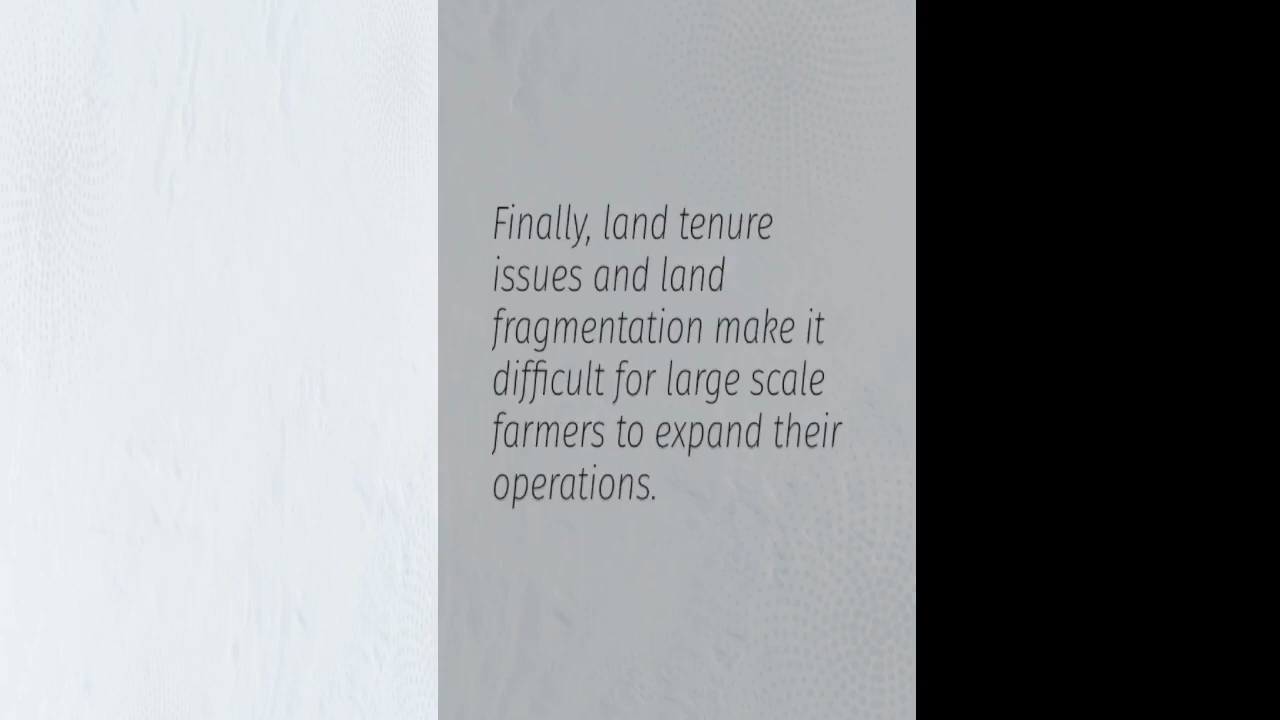 Finally, land tenure
issues and land
fragmentation make it
difficult for large scale
farmers to expand their
operations.